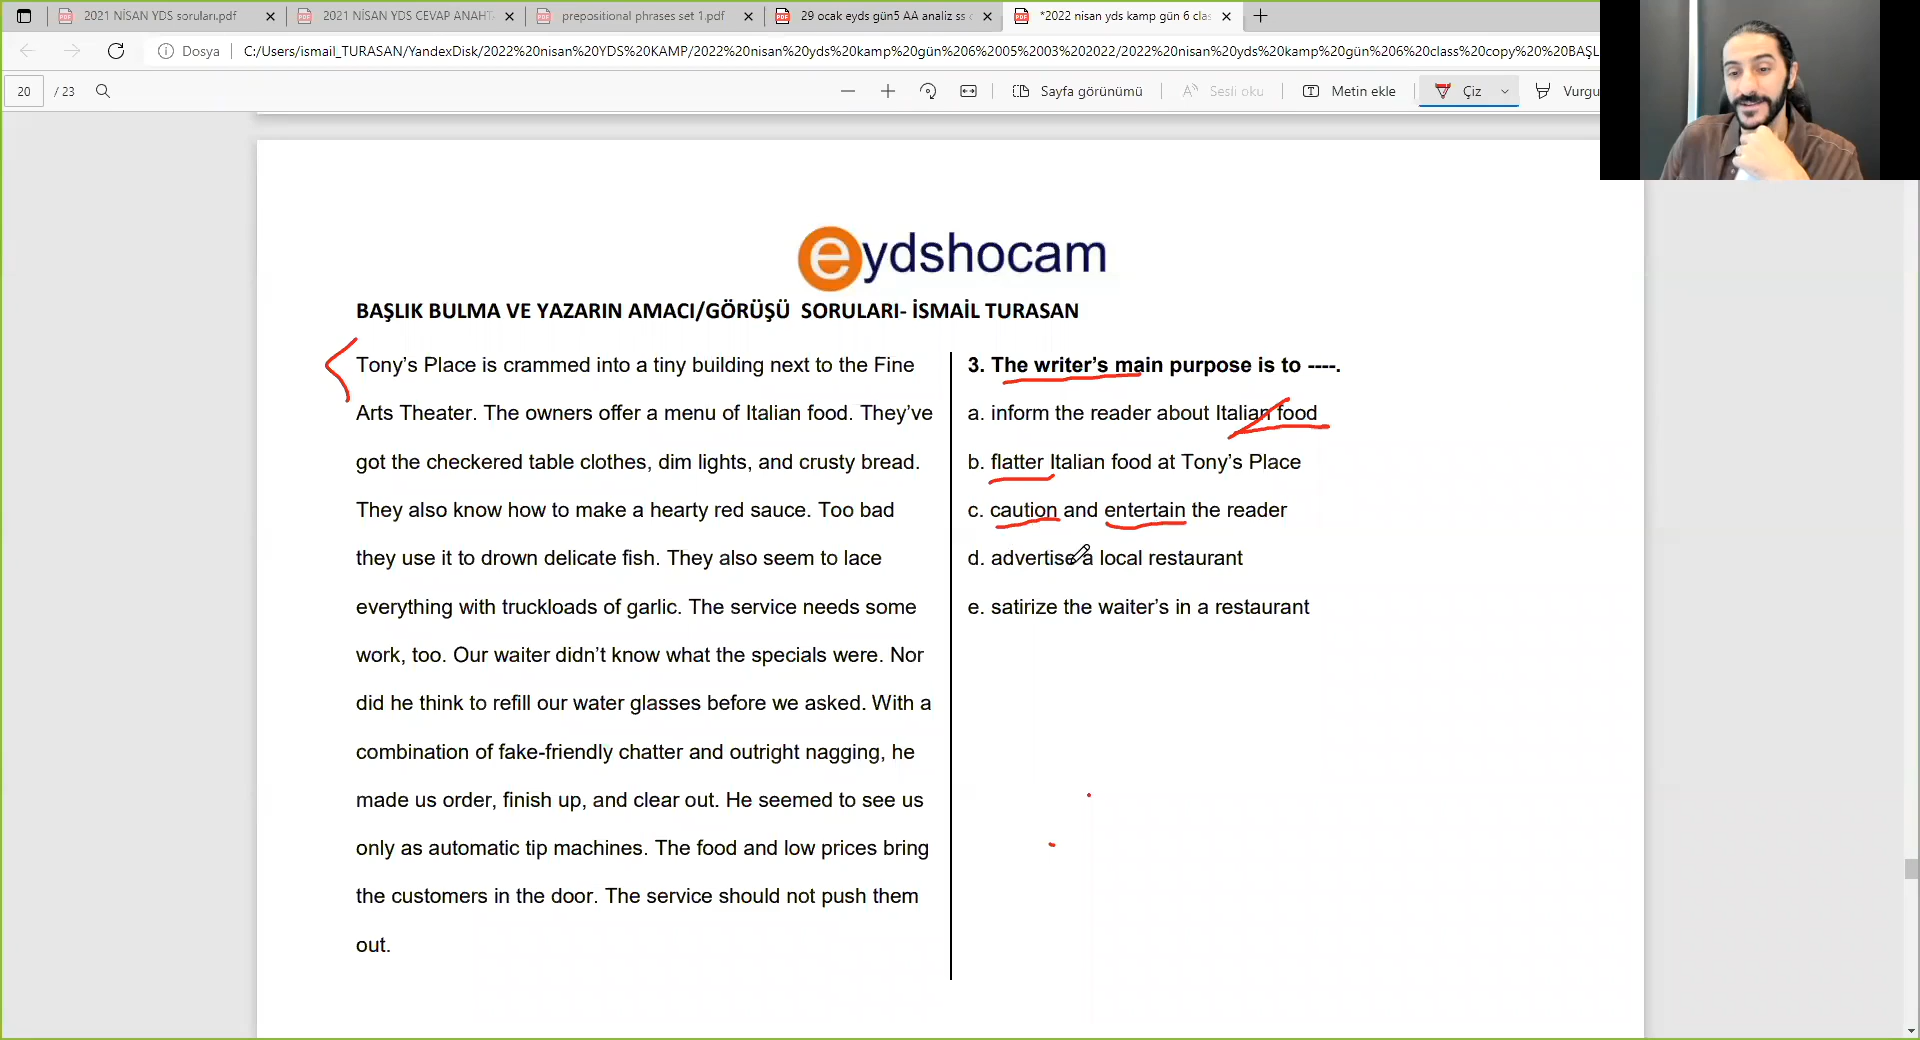 2021 NİSAN YDS soruları.pdf
2021 NİSAN YDS CEVAP ANAHT
prepositional phrases set 1.pdf
29 ocak eyds gün5 AA analiz ss
*2022 nisan yds kamp gün 6 clas
Dosya
C:/Users/ismail_TURASAN/YandexDisk/2022%20nisan%20YDS%20KAMP/2022%20nisan%20yds%20kamp%20gün%206%2005%2003%202022/2022%20nisan%20yds%20kamp%20gün%206%20class%20copy%20%20BAŞL
20 / 23
Sayfa görünümü
Sesli oku
Metin ekle
Çiz
Vurgu
eydshocam
BAŞLIK BULMA VE YAZARIN AMACI/GÖRÜŞÜ SORULARI- İSMAİL TURASAN
Tony’s Place is crammed into a tiny building next to the Fine
Arts Theater. The owners offer a menu of Italian food. They’ve
got the checkered table clothes, dim lights, and crusty bread.
They also know how to make a hearty red sauce. Too bad
they use it to drown delicate fish. They also seem to lace
everything with truckloads of garlic. The service needs some
work, too. Our waiter didn’t know what the specials were. Nor
did he think to refill our water glasses before we asked. With a
combination of fake-friendly chatter and outright nagging, he
made us order, finish up, and clear out. He seemed to see us
only as automatic tip machines. The food and low prices bring
the customers in the door. The service should not push them
out.
3. The writer’s main purpose is to ----.
a. inform the reader about Italian food
b. flatter Italian food at Tony’s Place
c. caution and entertain the reader
d. advertise a local restaurant
e. satirize the waiter’s in a restaurant